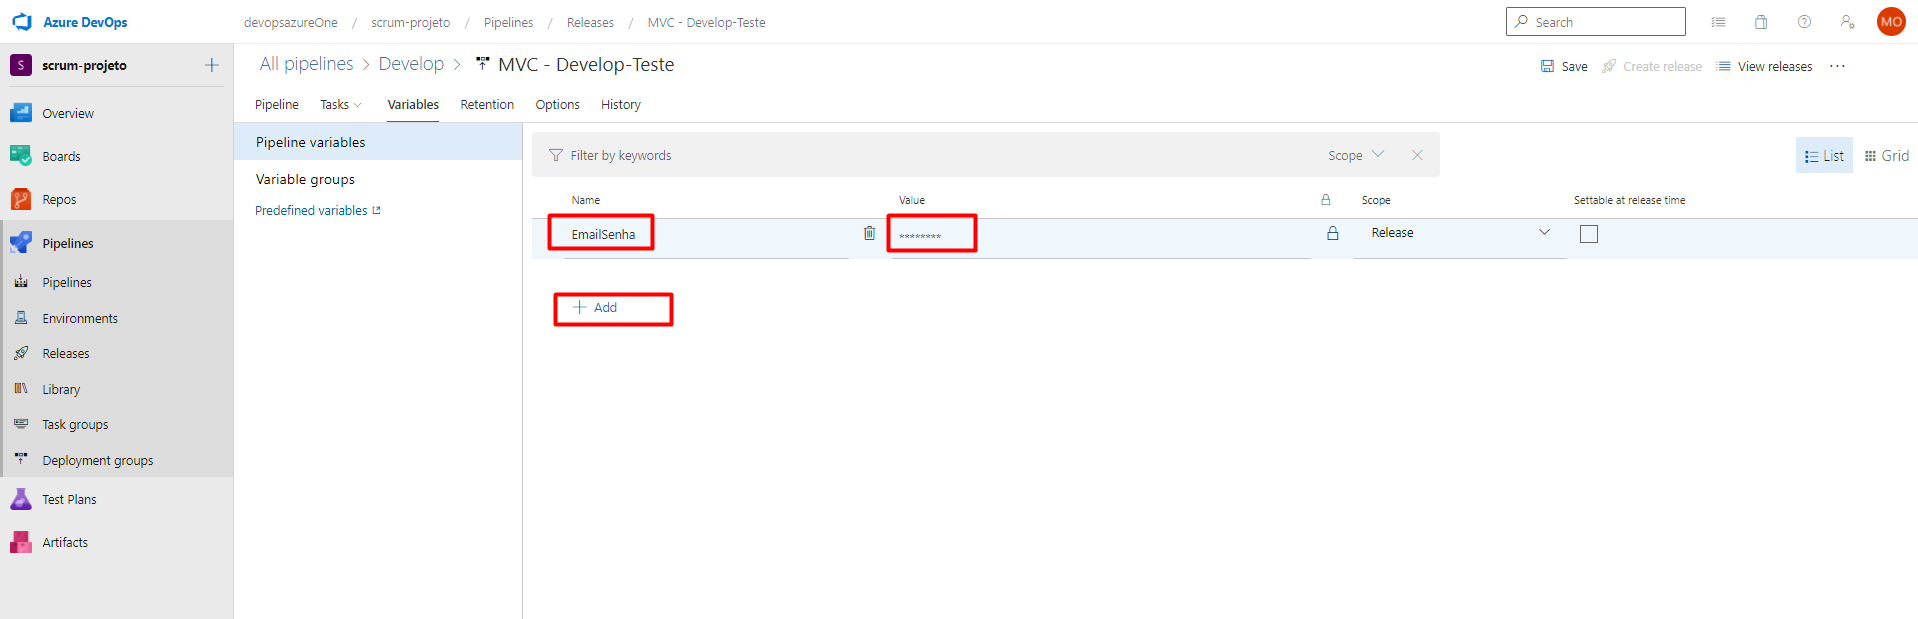 Azure DevOps
devopsazureOne / scrum-projeto / Pipelines / Releases / MVC - Develop-Teste
Search
MO
S scrum-projeto
All pipelines > Develop > MVC - Develop-Teste
Save
Create release
View releases
...
Pipeline
Tasks
Variables
Retention
Options
History
Overview
Boards
Repos
Pipelines
Pipelines
Environments
Releases
Library
Task groups
Deployment groups
Test Plans
Artifacts
Pipeline variables
Variable groups
Predefined variables
Filter by keywords
Scope
List
Grid
Name
Value
Scope
Settable at release time
EmailSenha
********
Release
+ Add